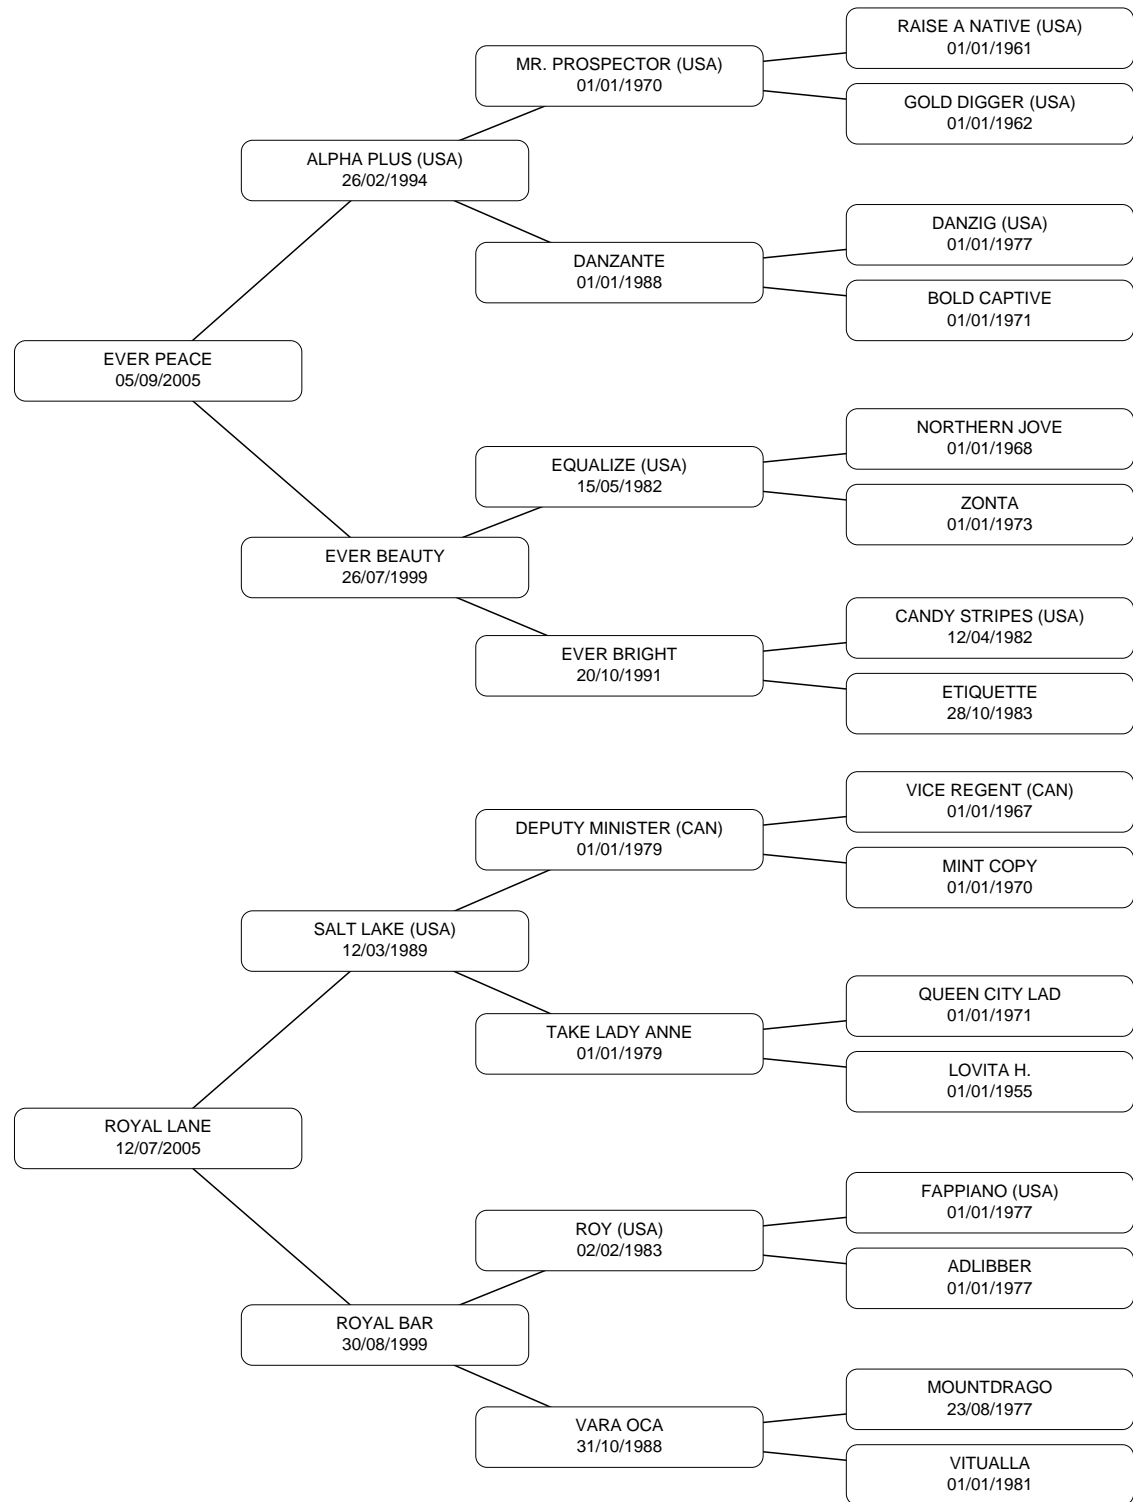 RAISE A NATIVE (USA)
01/01/1961
MR. PROSPECTOR (USA)
01/01/1970
GOLD DIGGER (USA)
01/01/1962
ALPHA PLUS (USA)
26/02/1994
DANZIG (USA)
01/01/1977
DANZANTE
01/01/1988
BOLD CAPTIVE
01/01/1971
EVER PEACE
05/09/2005
NORTHERN JOVE
01/01/1968
EQUALIZE (USA)
15/05/1982
ZONTA
01/01/1973
EVER BEAUTY
26/07/1999
CANDY STRIPES (USA)
12/04/1982
EVER BRIGHT
20/10/1991
ETIQUETTE
28/10/1983
VICE REGENT (CAN)
01/01/1967
DEPUTY MINISTER (CAN)
01/01/1979
MINT COPY
01/01/1970
SALT LAKE (USA)
12/03/1989
QUEEN CITY LAD
01/01/1971
TAKE LADY ANNE
01/01/1979
LOVITA H.
01/01/1955
ROYAL LANE
12/07/2005
FAPPIANO (USA)
01/01/1977
ROY (USA)
02/02/1983
ADLIBBER
01/01/1977
ROYAL BAR
30/08/1999
MOUNTDRAGO
23/08/1977
VARA OCA
31/10/1988
VITUALLA
01/01/1981